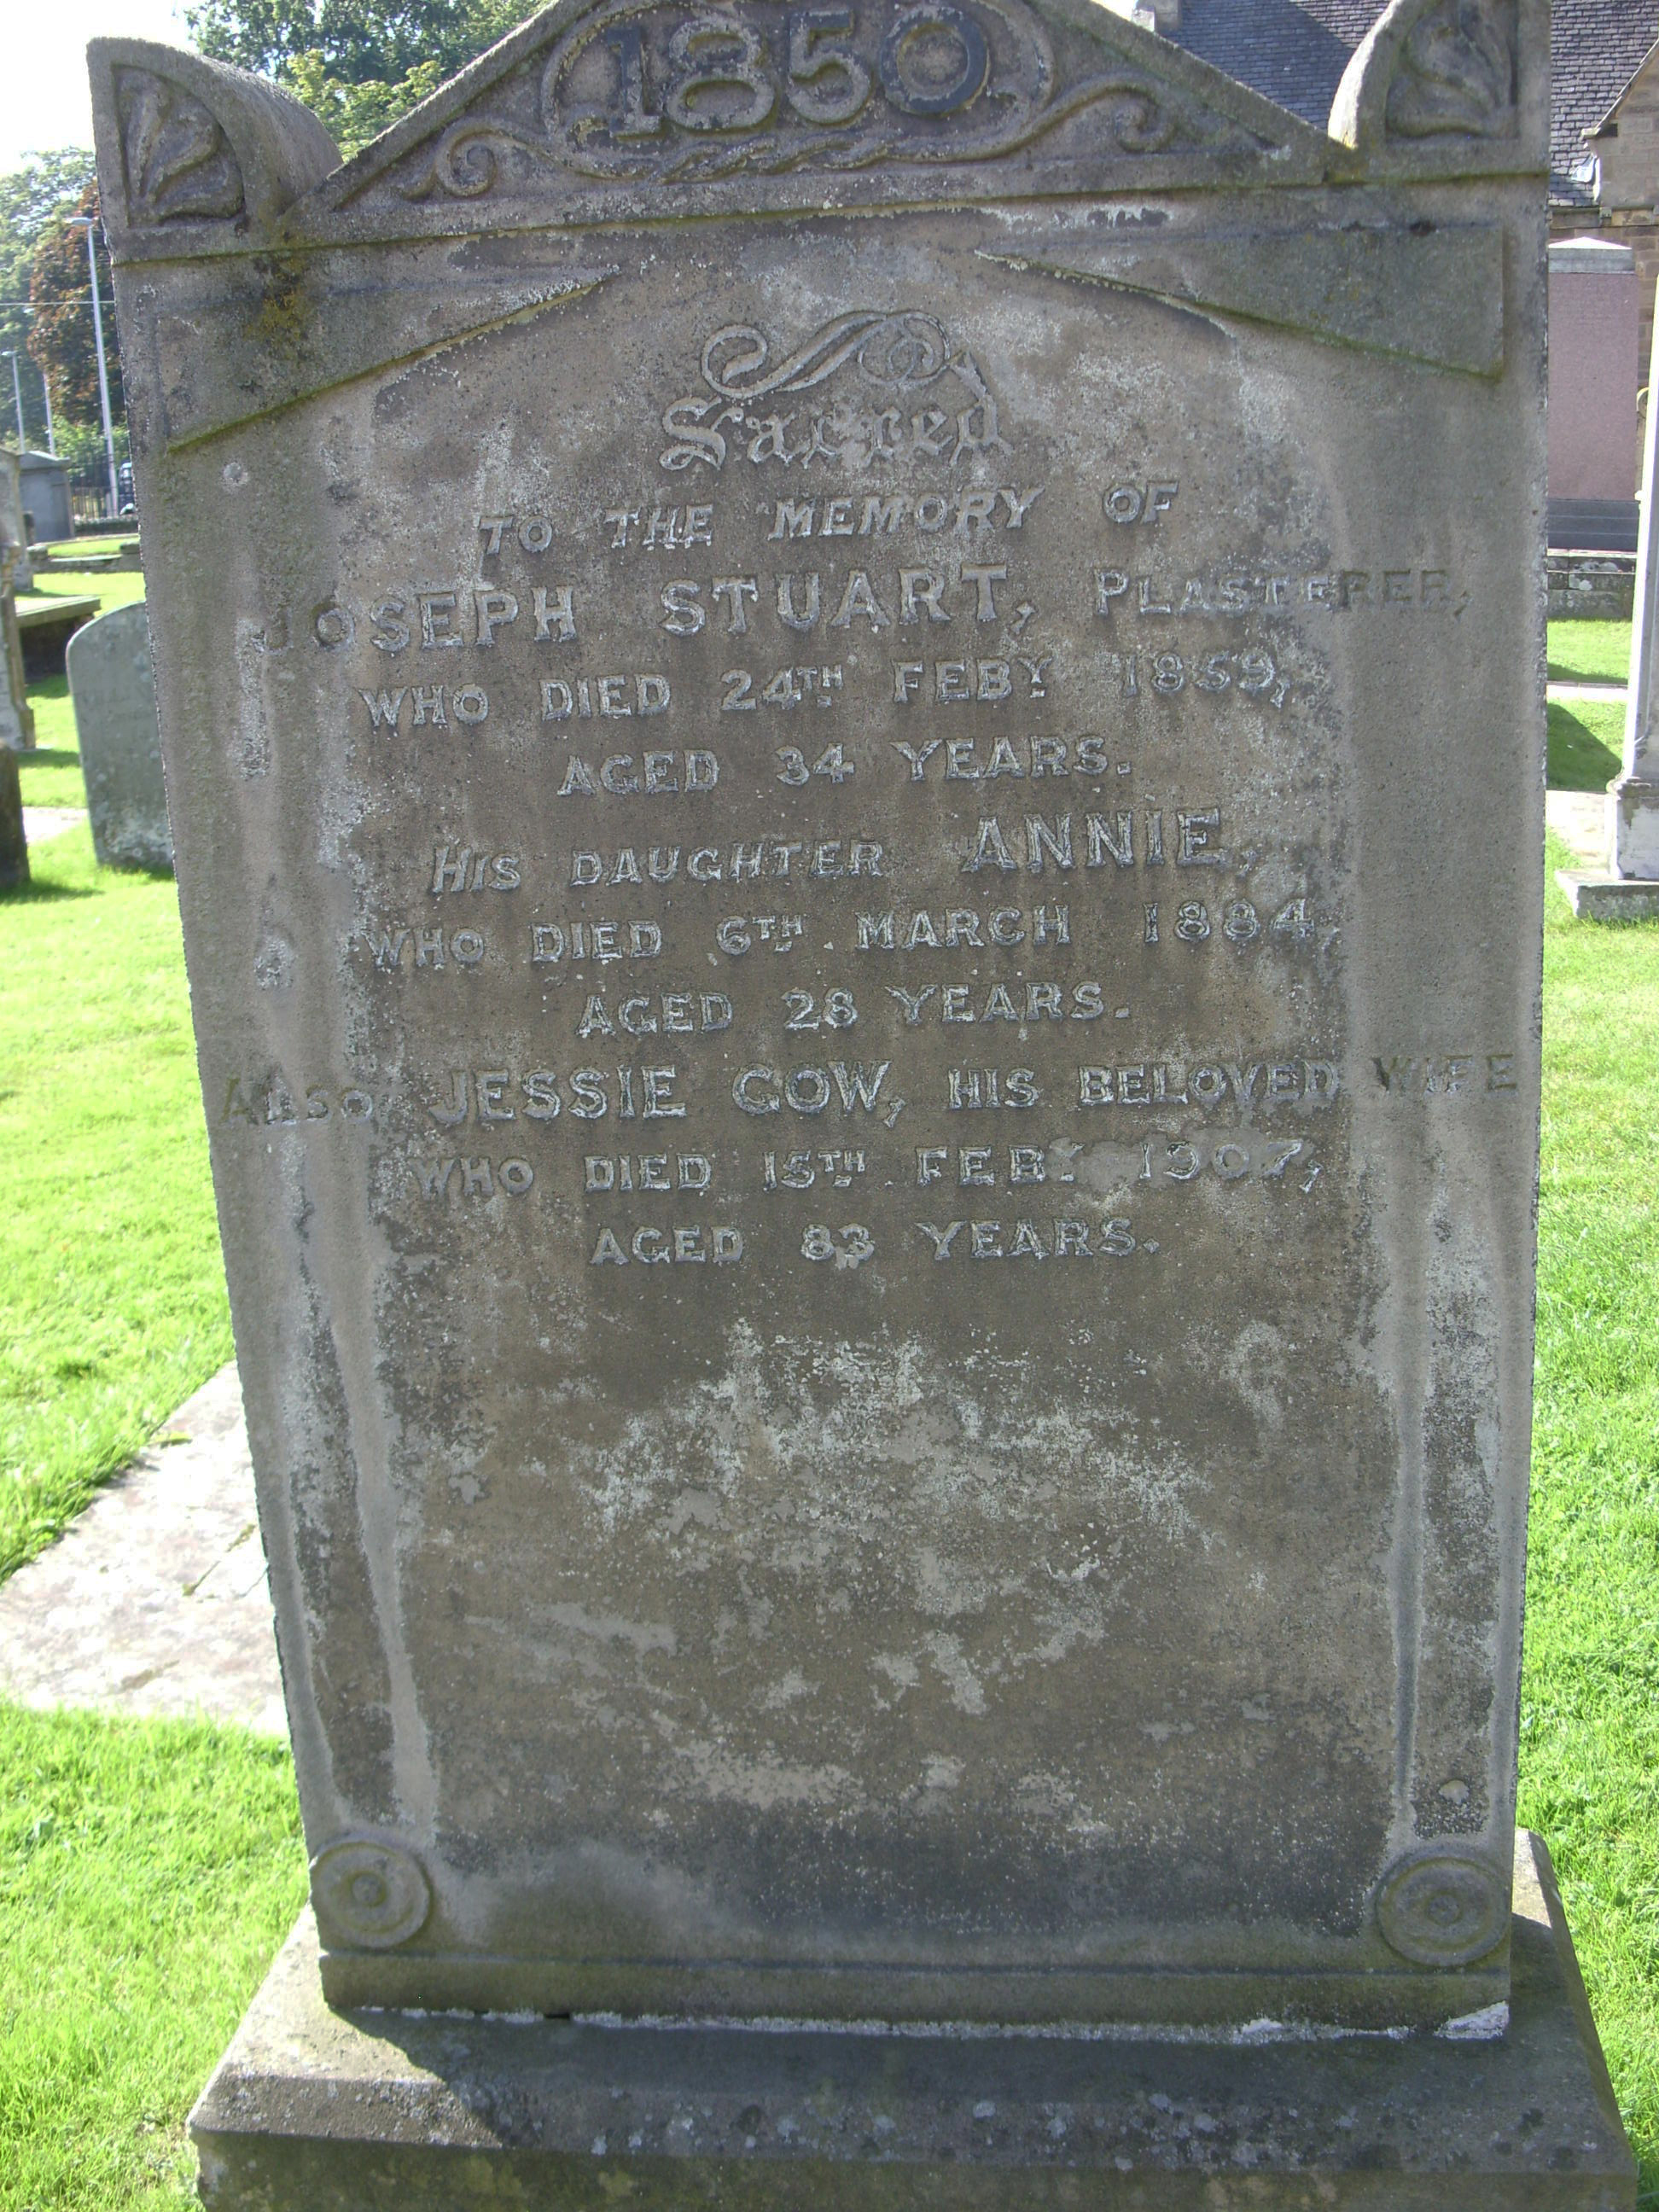 1850
Sacred
TO THE MEMORY OF
JOSEPH STUART, PLASTERER,
WHO DIED 24TH FEBY 1859,
AGED 34 YEARS.
HIS DAUGHTER ANNIE,
WHO DIED 6TH MARCH 1884,
AGED 28 YEARS.
ALSO JESSIE GOW, HIS BELOVED WIFE
WHO DIED 15TH FEBY 1907,
AGED 83 YEARS.